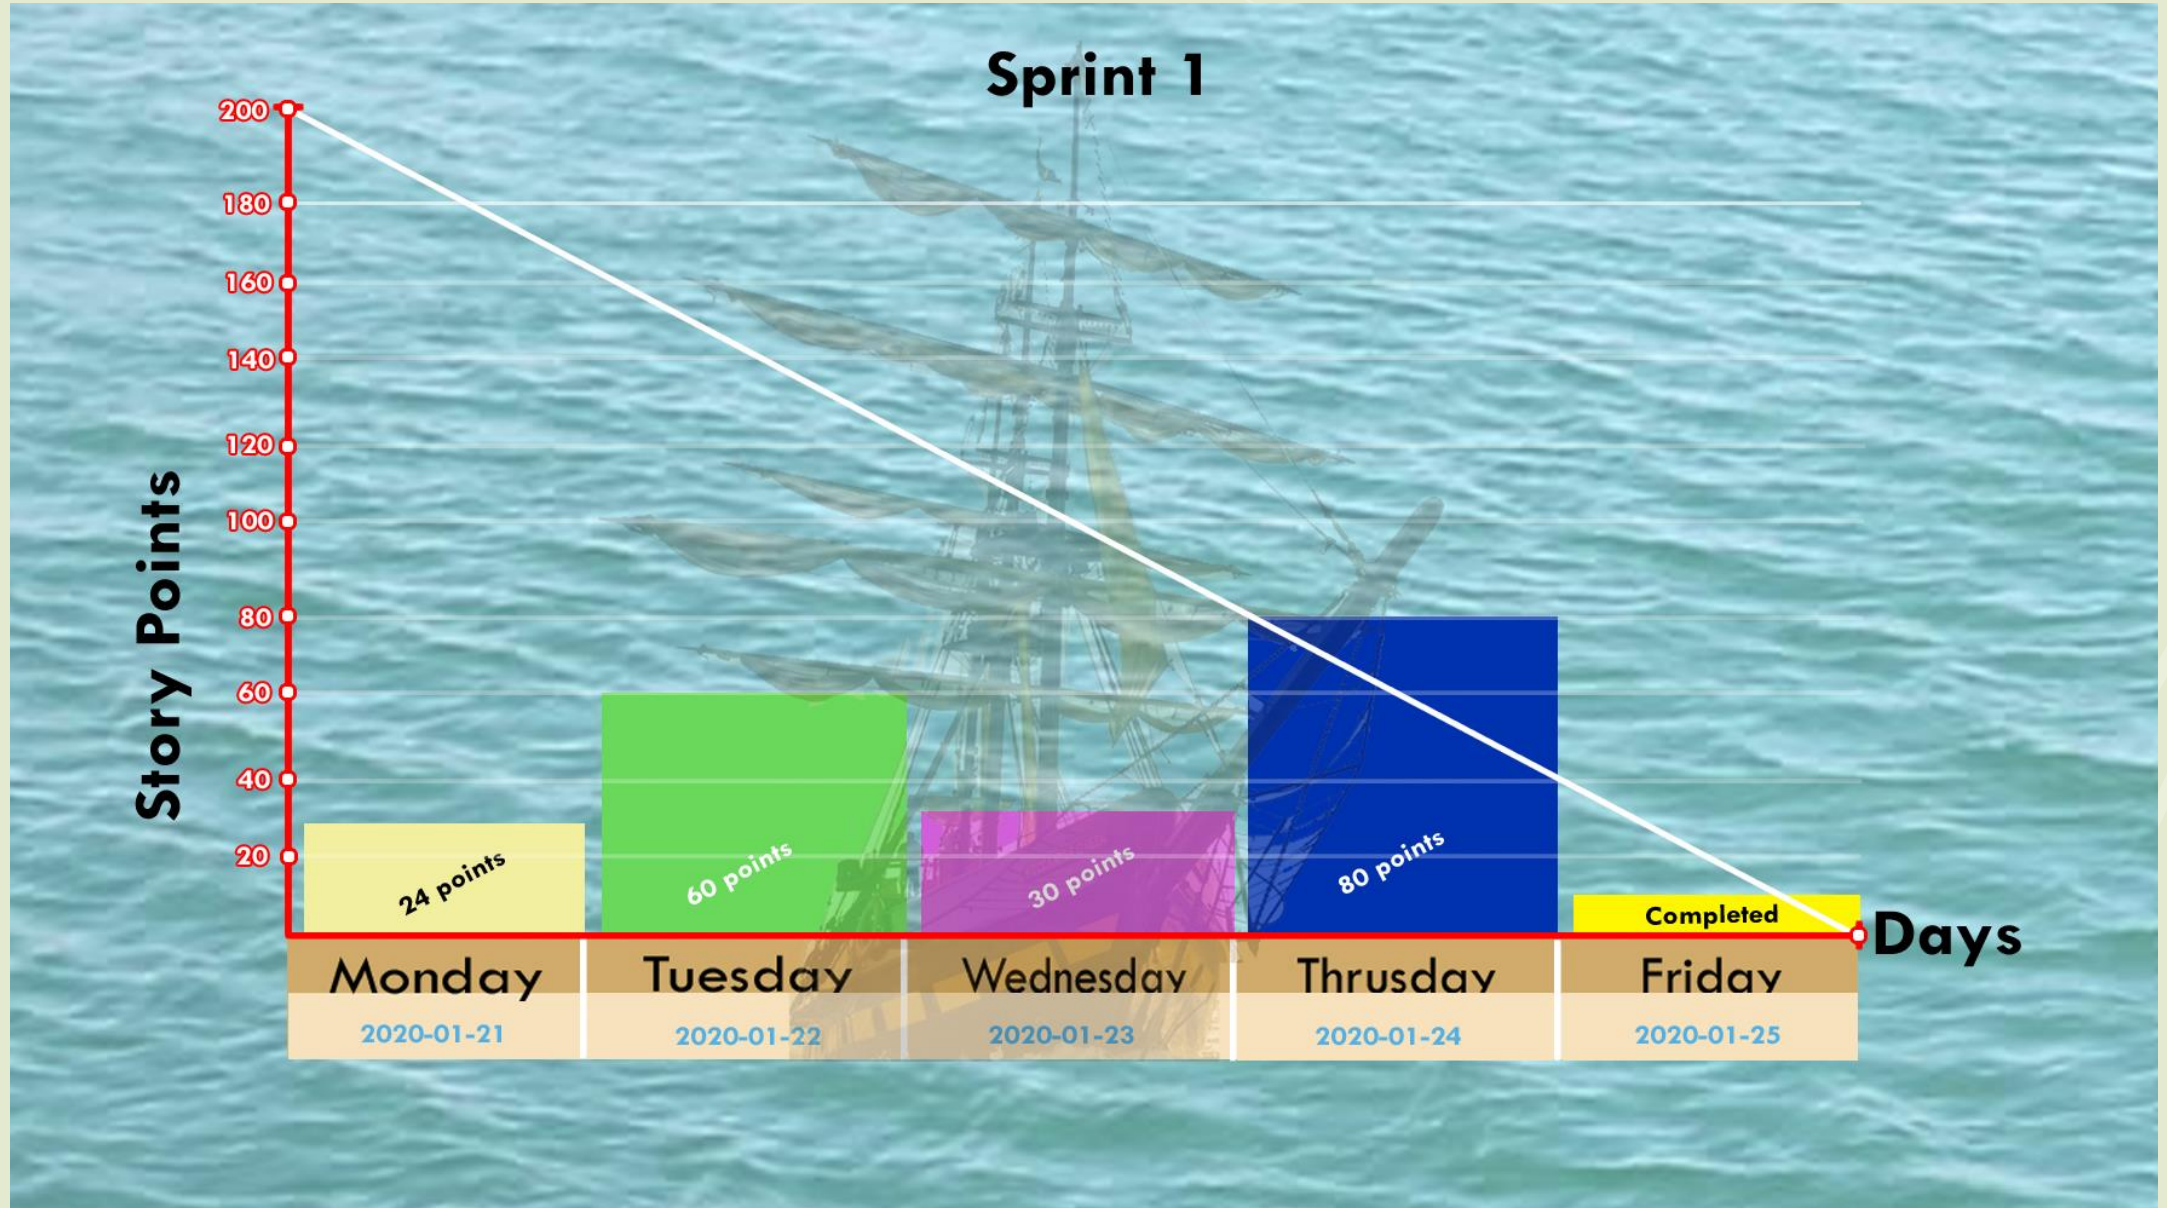 Sprint 1
200
180
160
140
120
100
80
60
40
20
Story Points
24 points
60 points
30 points
80 points
Completed
Days
Monday
Tuesday
Wednesday
Thrusday
Friday
2020-01-21
2020-01-22
2020-01-23
2020-01-24
2020-01-25